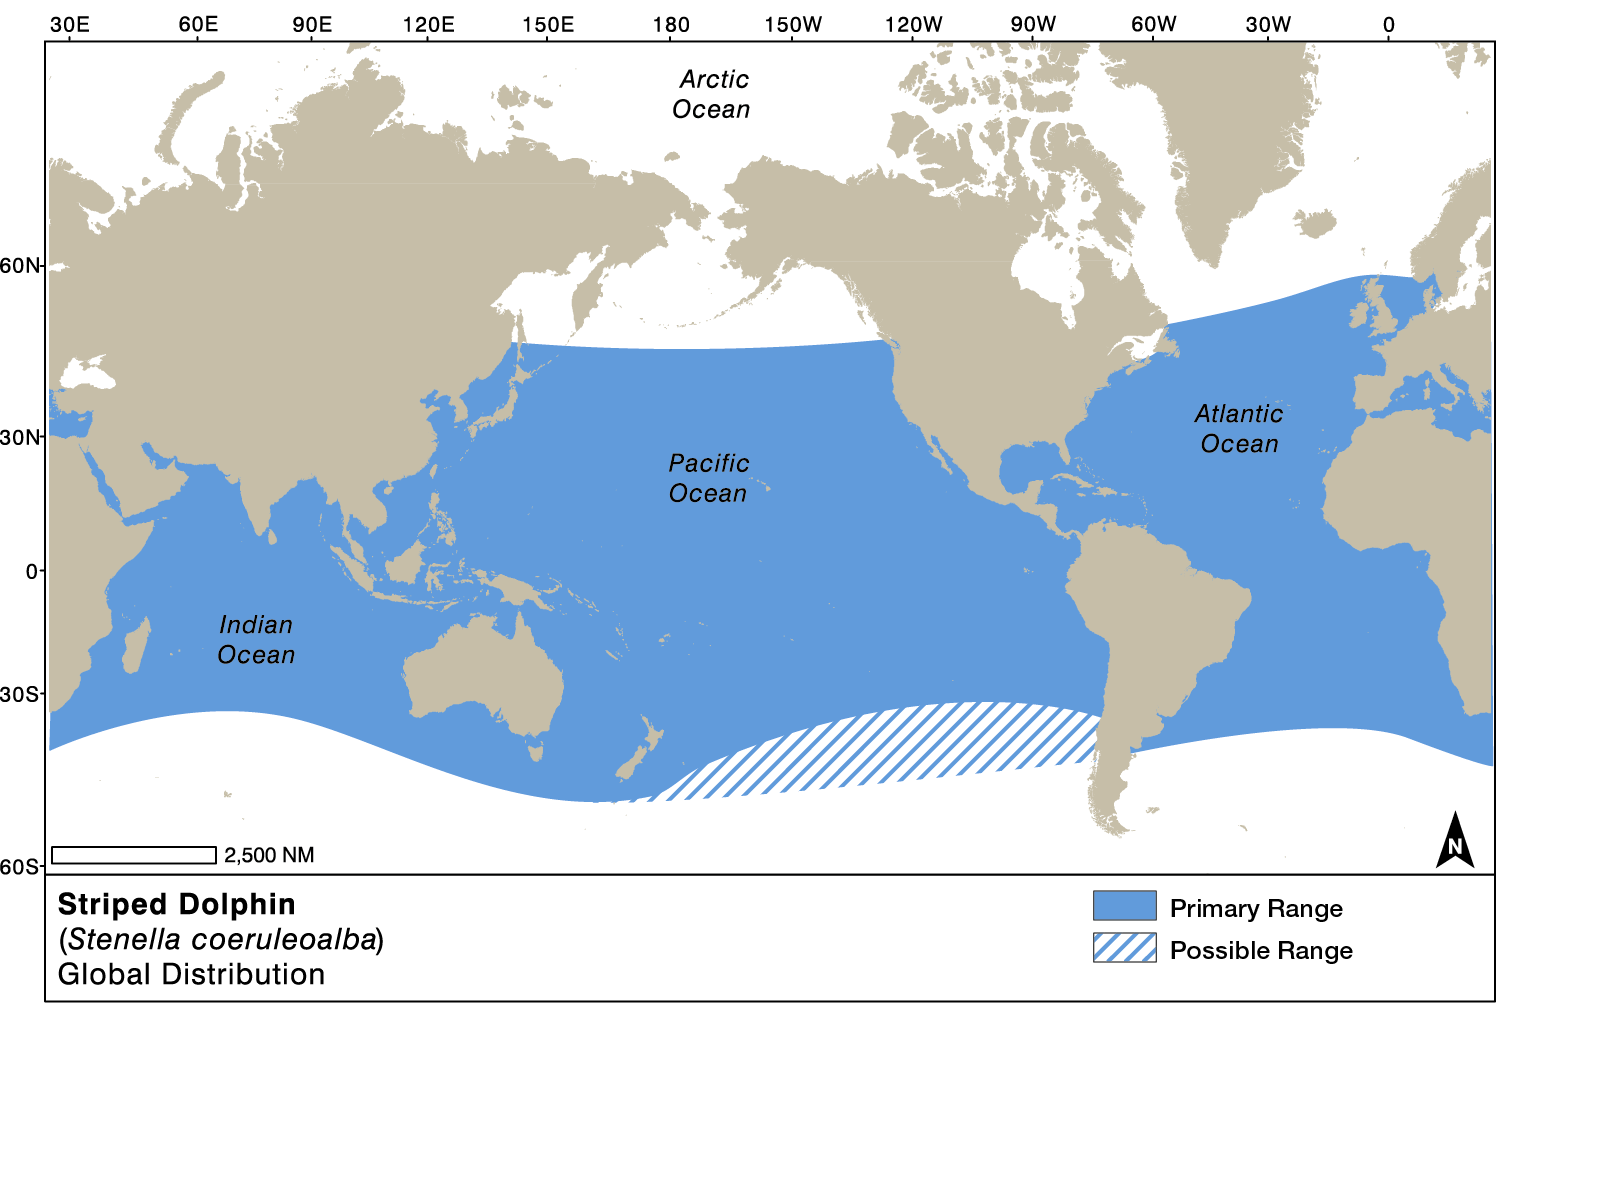 30E 60E 90E 120E 150E 180 150W 120W 90W 60W 30W 0
Arctic
Ocean
60N
Atlantic
Ocean
30N
Pacific
Ocean
0
Indian
Ocean
30S
2,500 NM
N
60S
Striped Dolphin
(Stenella coeruleoalba)
Global Distribution
Primary Range
Possible Range